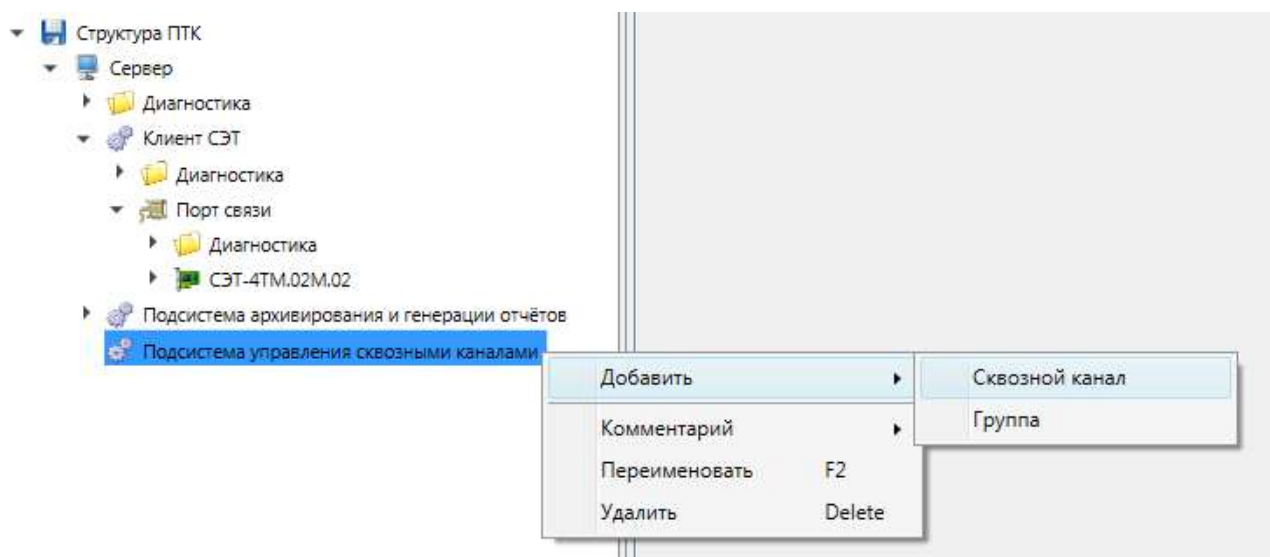 Структура ПТК
Сервер
Диагностика
Клиент СЭТ
Диагностика
Порт связи
Диагностика
СЭТ-4ТМ.02М.02
Подсистема архивирования и генерации отчётов
Подсистема управления сквозными каналами
Добавить
Комментарий
Переименовать F2
Удалить Delete
Сквозной канал
Группа